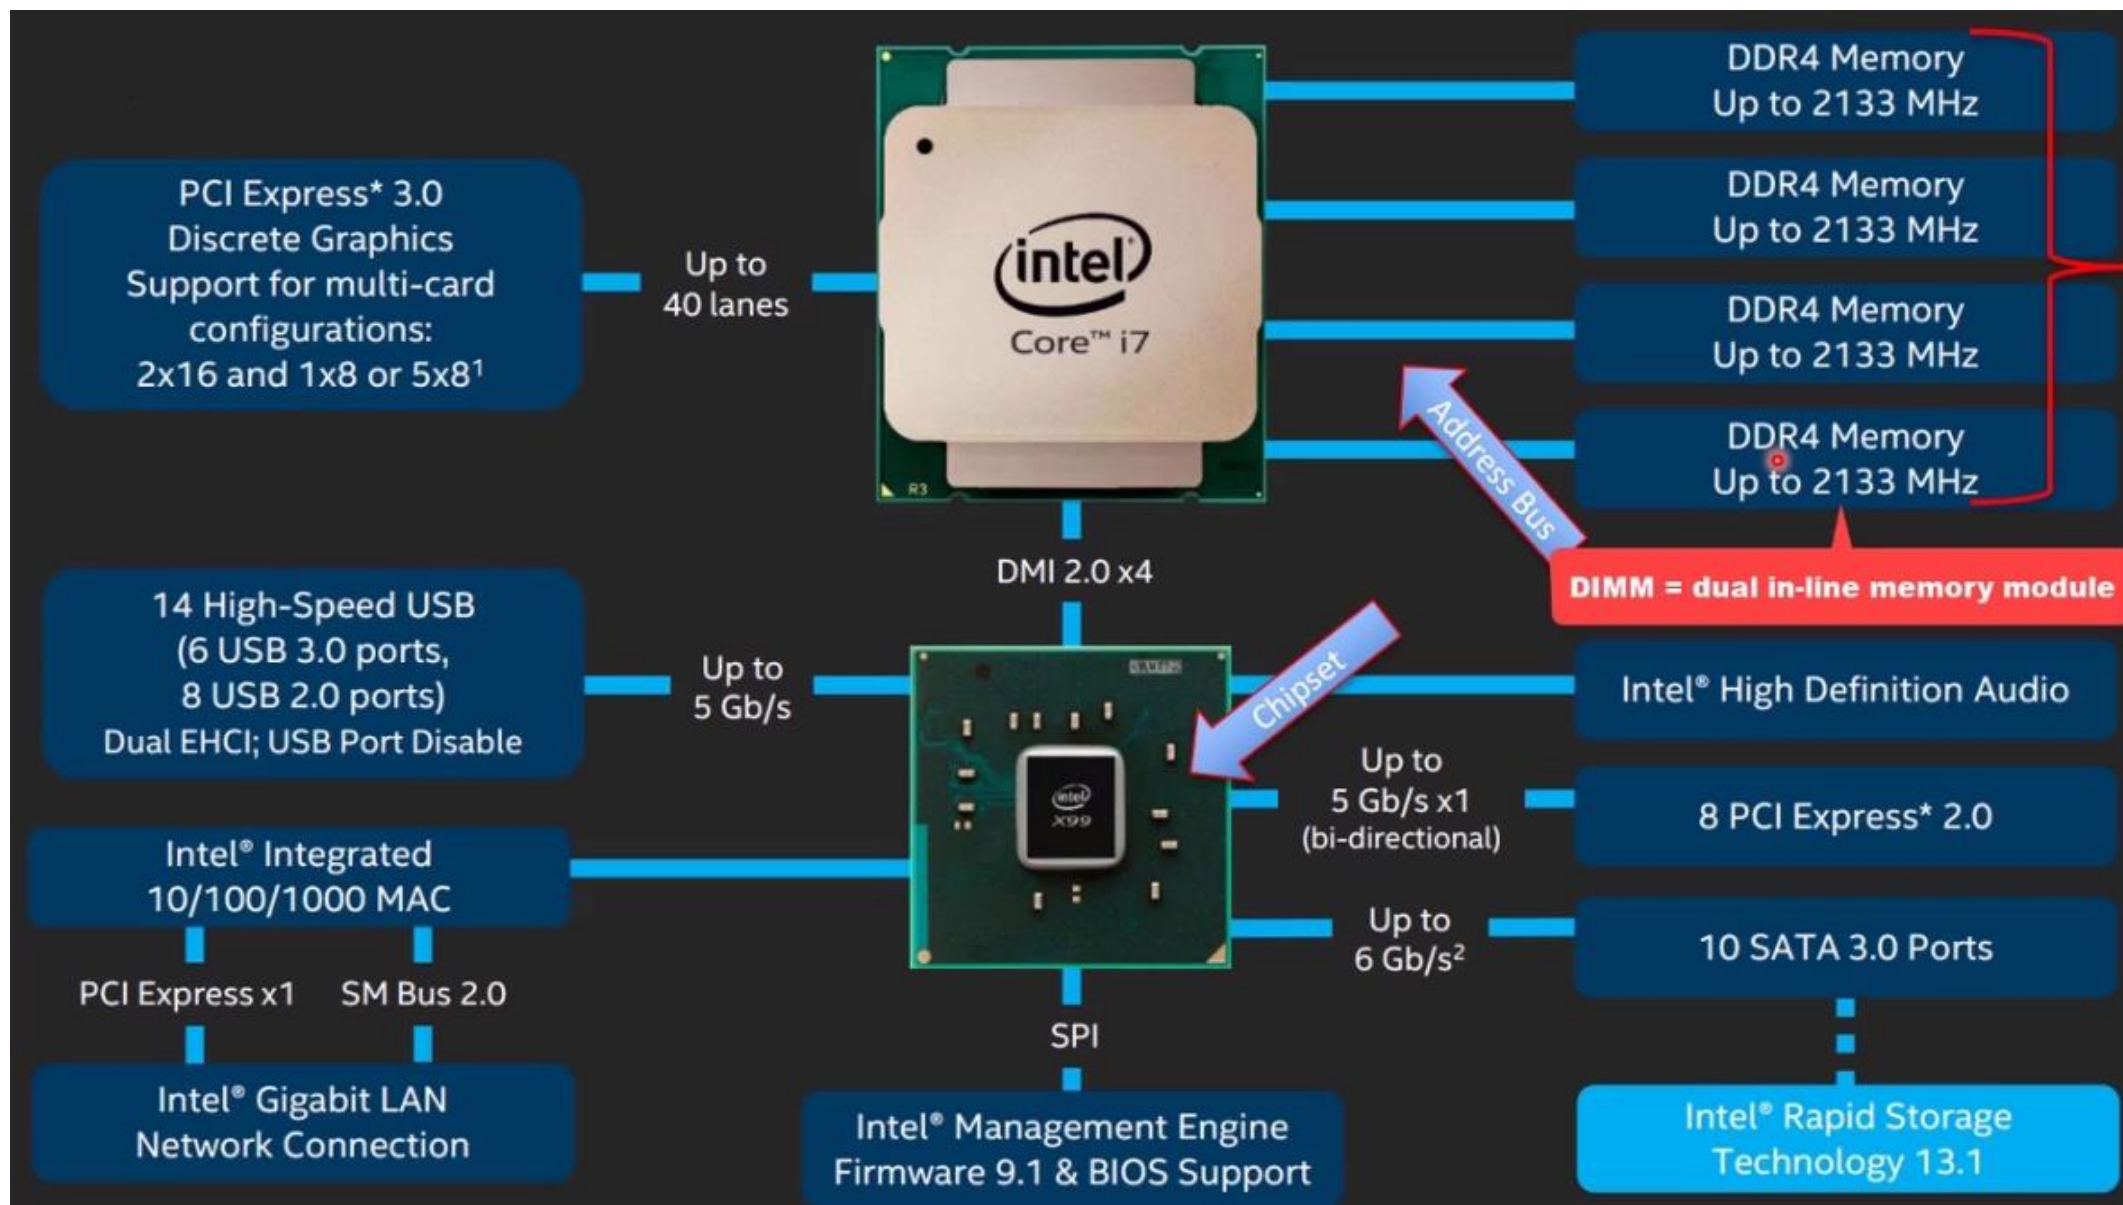 DDR4 Memory
Up to 2133 MHz
DDR4 Memory
Up to 2133 MHz
DDR4 Memory
Up to 2133 MHz
DDR4 Memory
Up to 2133 MHz
PCI Express* 3.0
Discrete Graphics
Support for multi-card
configurations:
2x16 and 1x8 or 5x8¹
Up to
40 lanes
intel®
Core™ i7
R3
Address Bus
DIMM = dual in-line memory module
DMI 2.0 x4
14 High-Speed USB
(6 USB 3.0 ports,
8 USB 2.0 ports)
Dual EHCI; USB Port Disable
Up to
5 Gb/s
Chipset
intel
X99
Intel® High Definition Audio
Up to
5 Gb/s x1
(bi-directional)
8 PCI Express* 2.0
Intel® Integrated
10/100/1000 MAC
Up to
6 Gb/s²
10 SATA 3.0 Ports
PCI Express x1
SM Bus 2.0
SPI
Intel® Gigabit LAN
Network Connection
Intel® Management Engine
Firmware 9.1 & BIOS Support
Intel® Rapid Storage
Technology 13.1